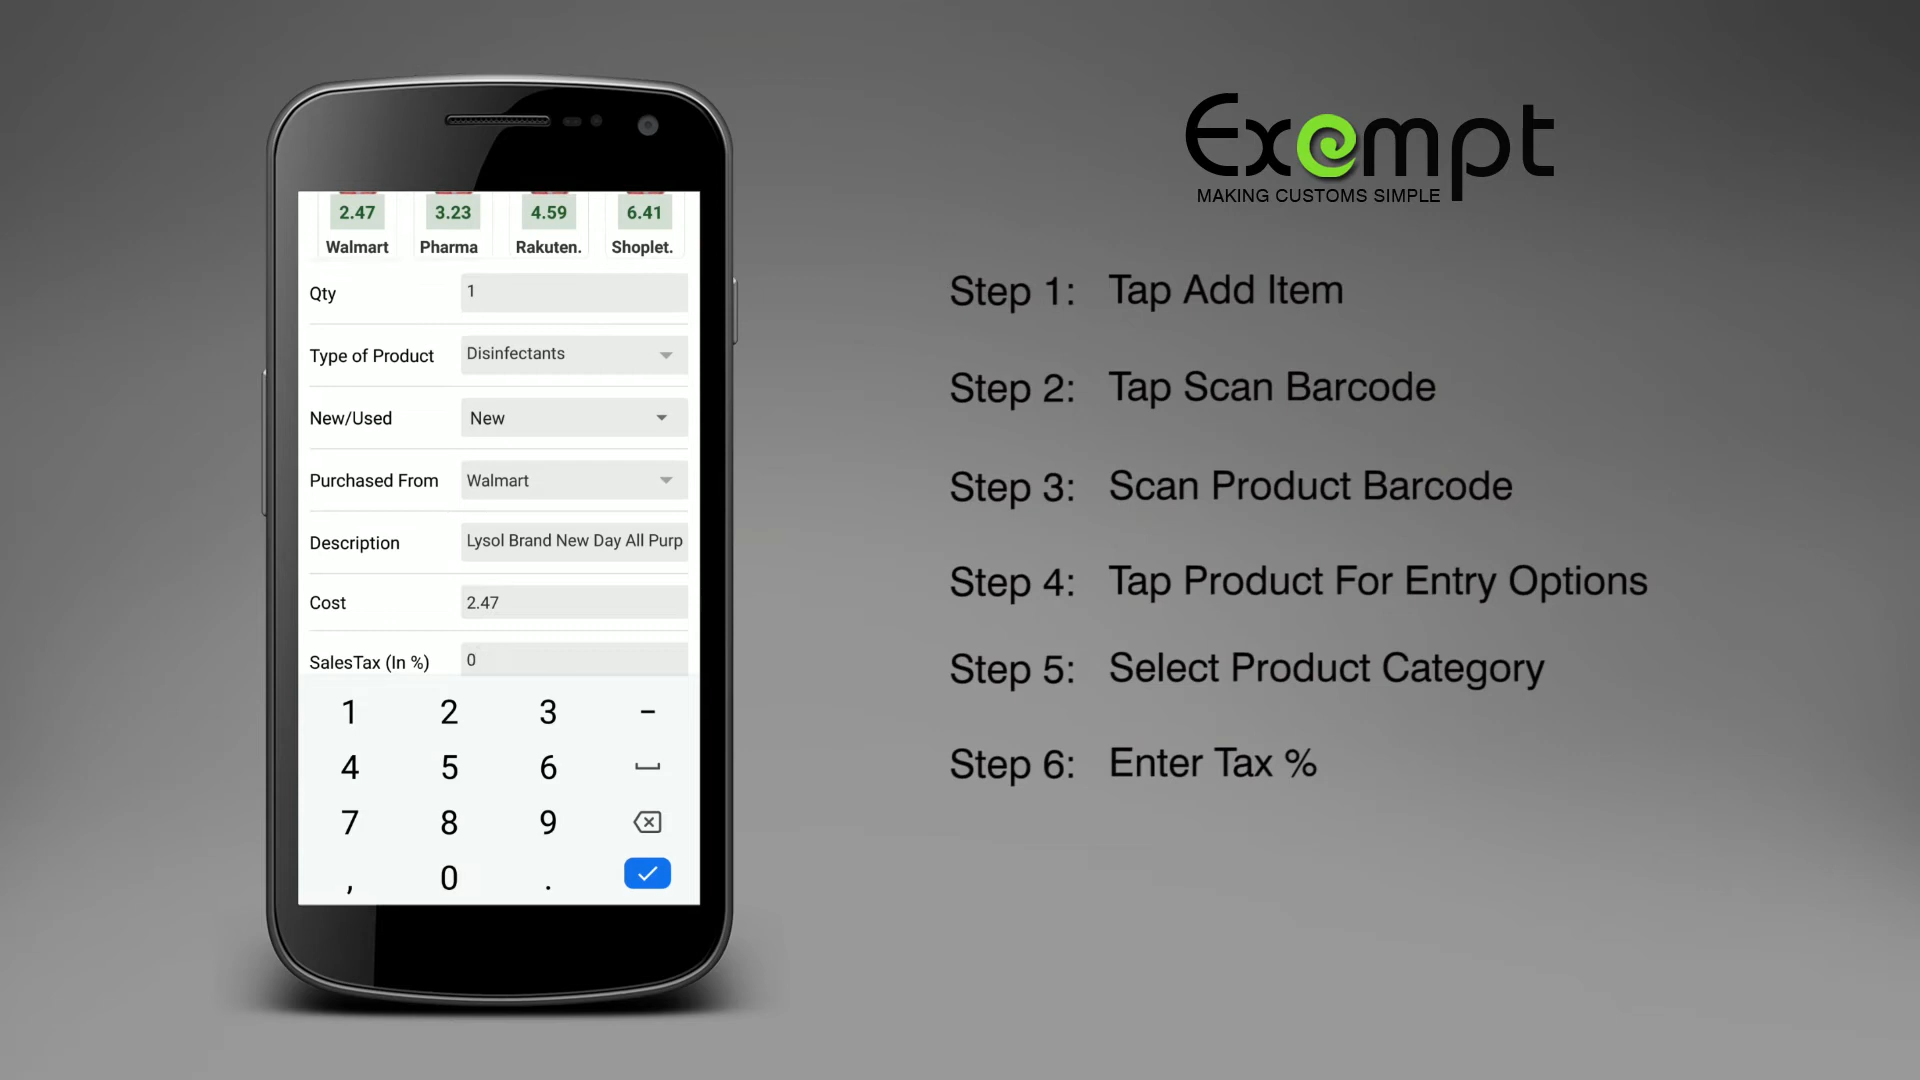 2.47 3.23 4.59 6.41
Walmart Pharma Rakuten. Shoplet.
Qty 1
Type of Product Disinfectants
New/Used New
Purchased From Walmart
Description Lysol Brand New Day All Purp
Cost 2.47
SalesTax (In %) 0
1 2 3 -
4 5 6
7 8 9
, 0 .
Exempt
MAKING CUSTOMS SIMPLE
Step 1: Tap Add Item
Step 2: Tap Scan Barcode
Step 3: Scan Product Barcode
Step 4: Tap Product For Entry Options
Step 5: Select Product Category
Step 6: Enter Tax %